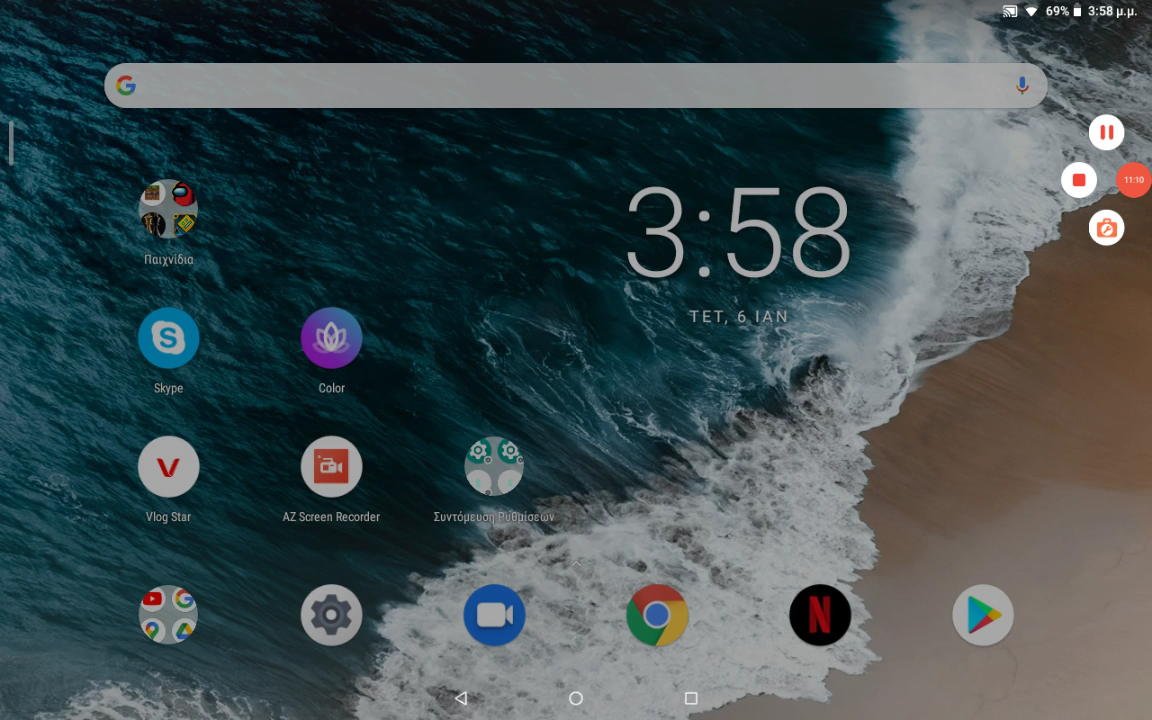 69% 3:58 μ.μ.
11:10
3:58
ΤΕΤ, 6 ΙΑΝ
Παιχνίδια
Skype
Color
Vlog Star
AZ Screen Recorder
Συντόμευση Ρυθμίσεων